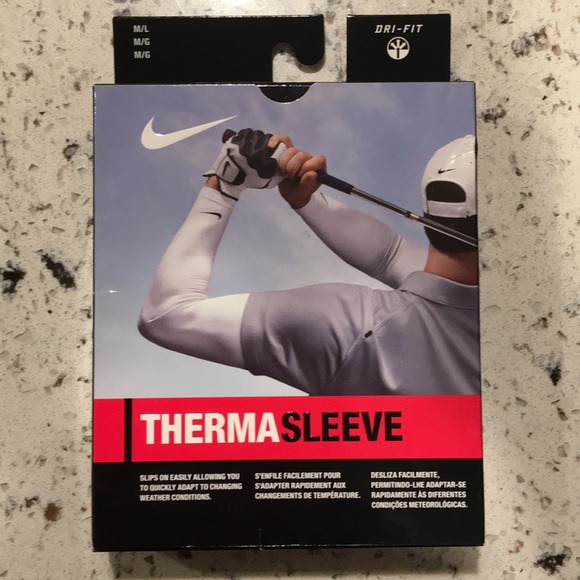 M/L
M/G
M/G
DRI-FIT
THERMASLEEVE
SLIPS ON EASILY ALLOWING YOU
TO QUICKLY ADAPT TO CHANGING
WEATHER CONDITIONS.
S'ENFILE FACILEMENT POUR
S'ADAPTER RAPIDEMENT AUX
CHANGEMENTS DE TEMPÉRATURE.
DESLIZA FACILMENTE,
PERMITINDO-LHE ADAPTAR-SE
RAPIDAMENTE ÀS DIFERENTES
CONDIÇÕES METEOROLÓGICAS.